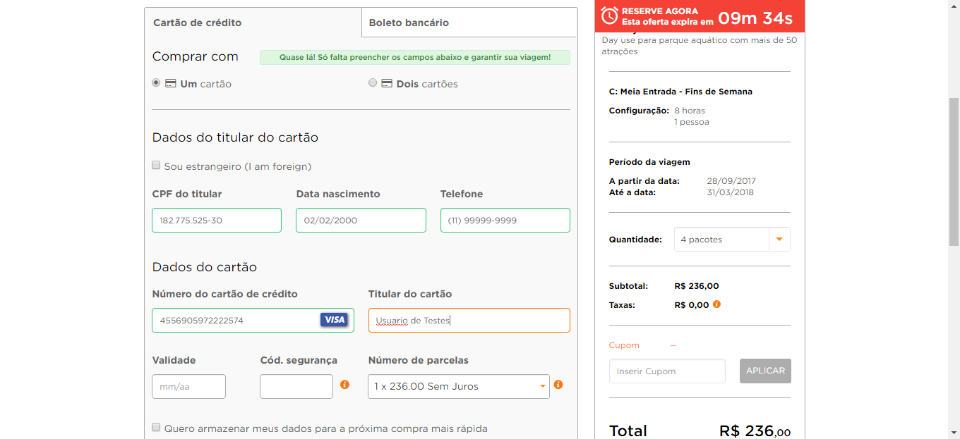 Cartão de crédito
Boleto bancário
Comprar com
Quase lá! Só falta preencher os campos abaixo e garantir sua viagem!
Um cartão
Dois cartões
Dados do titular do cartão
Sou estrangeiro (I am foreign)
CPF do titular
Data nascimento
Telefone
182.775.525-30
02/02/2000
(11) 99999-9999
Dados do cartão
Número do cartão de crédito
Titular do cartão
4556905972222574
VISA
Usuario de Testes
Validade
Cód. segurança
Número de parcelas
mm/aa
1 x 236.00 Sem Juros
Quero armazenar meus dados para a próxima compra mais rápida
RESERVE AGORA
Esta oferta expira em 09m 34s
Day use para parque aquático com mais de 50
atrações
C: Meia Entrada - Fins de Semana
Configuração: 8 horas
1 pessoa
Período da viagem
A partir da data: 28/09/2017
Até a data: 31/03/2018
Quantidade: 4 pacotes
Subtotal: R$ 236,00
Taxas: R$ 0,00
Cupom —
Inserir Cupom
APLICAR
Total R$ 236,00